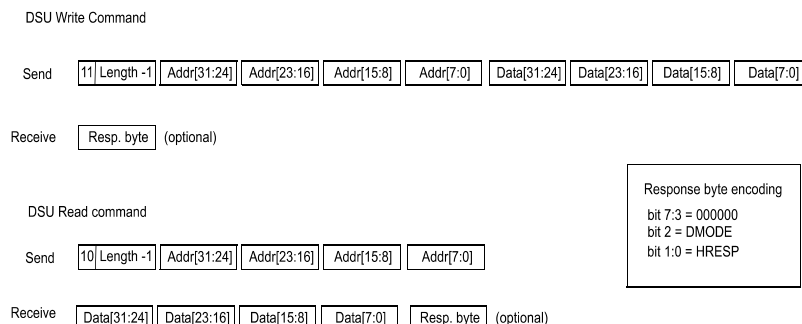 DSU Write Command
Send 11 Length -1 Addr[31:24] Addr[23:16] Addr[15:8] Addr[7:0] Data[31:24] Data[23:16] Data[15:8] Data[7:0]
Receive Resp. byte (optional)
Response byte encoding
bit 7:3 = 000000
bit 2 = DMODE
bit 1:0 = HRESP
DSU Read command
Send 10 Length -1 Addr[31:24] Addr[23:16] Addr[15:8] Addr[7:0]
Receive Data[31:24] Data[23:16] Data[15:8] Data[7:0] Resp. byte (optional)